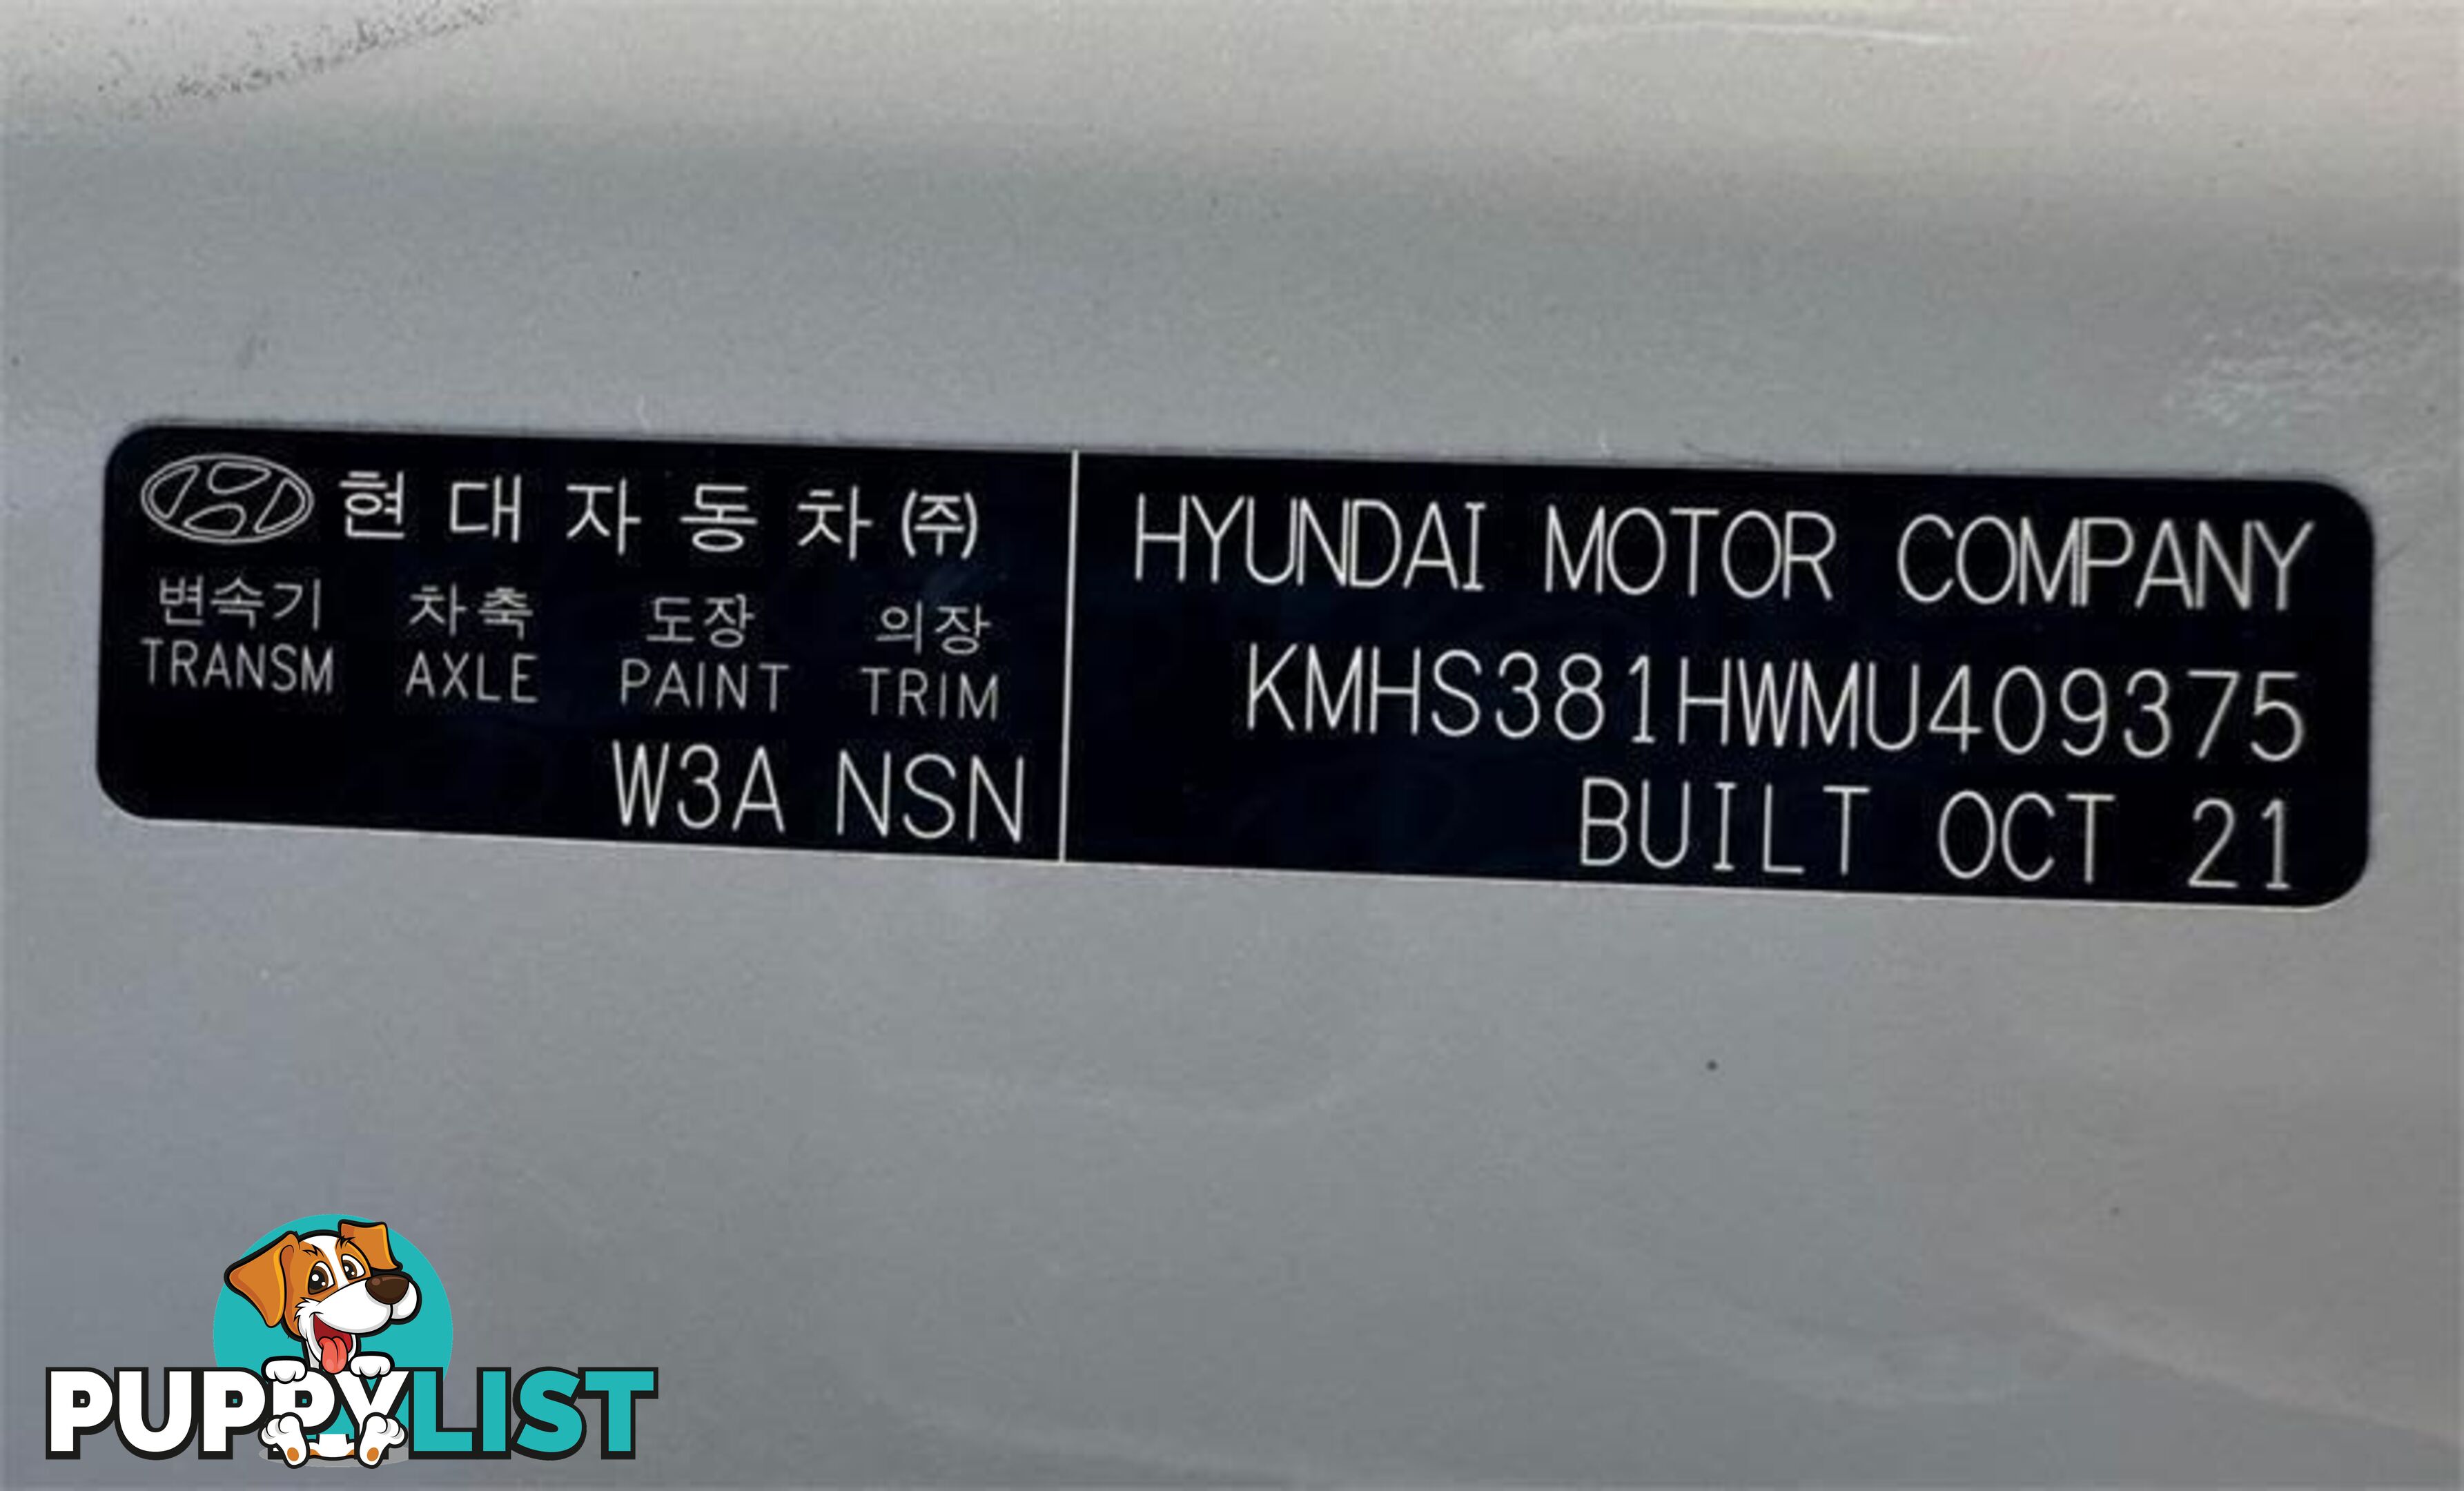 현대자동차(주)
변속기 차축 도장 의장
TRANSM AXLE PAINT TRIM
W3A NSN
HYUNDAI MOTOR COMPANY
KMHS381HWMU409375
BUILT OCT 21
PUPPYLIST